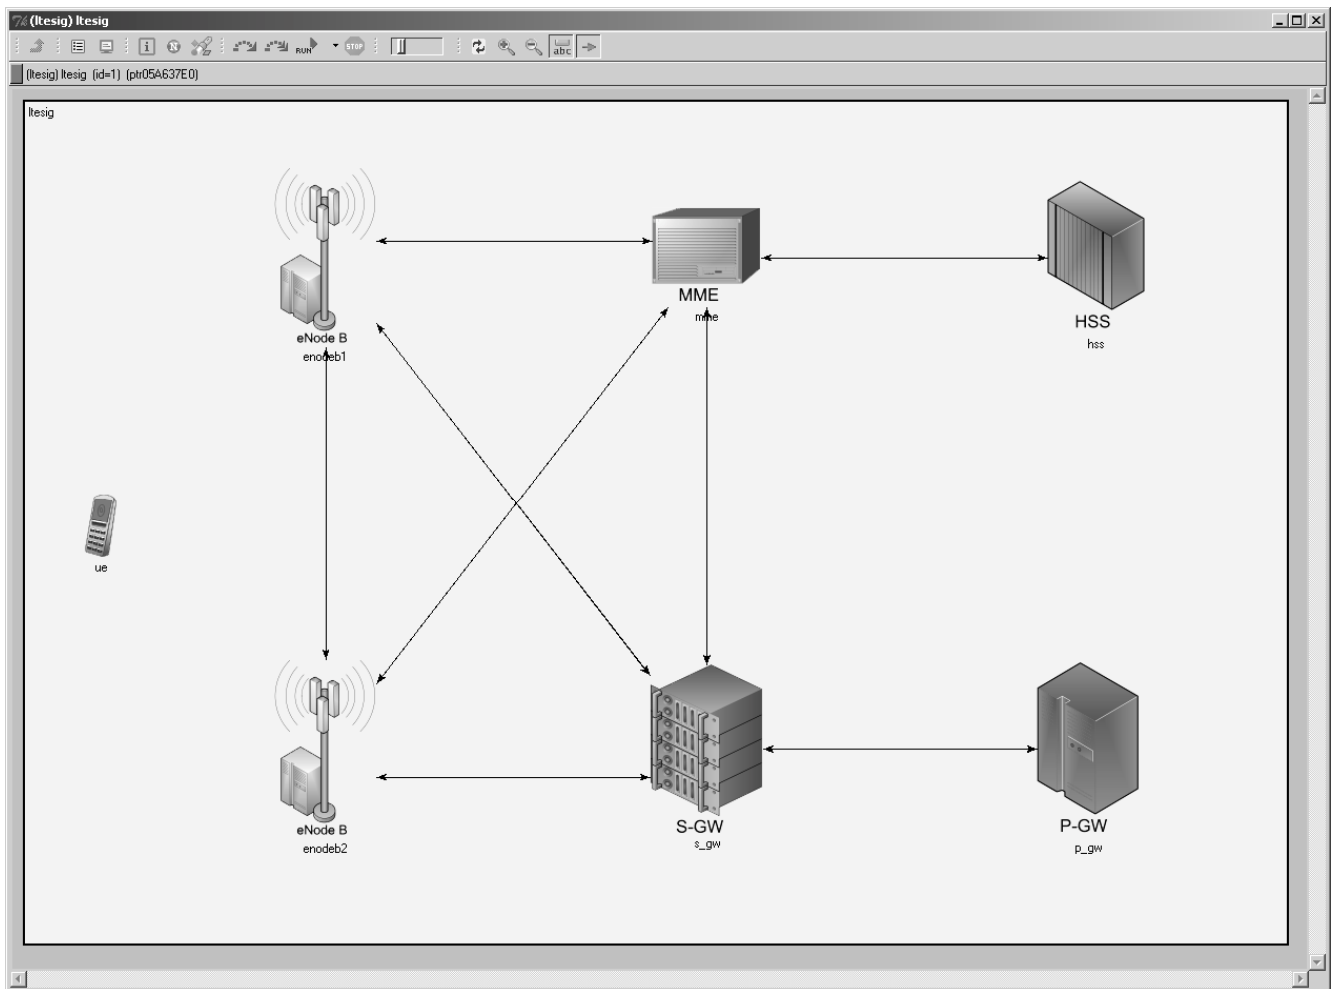 (ltesig) ltesig
RUN STOP abc
(ltesig) ltesig (id=1) (ptr05A637E0)
ltesig
MME
mme
HSS
hss
eNode B
enodeb1
ue
eNode B
enodeb2
S-GW
s_gw
P-GW
p_gw